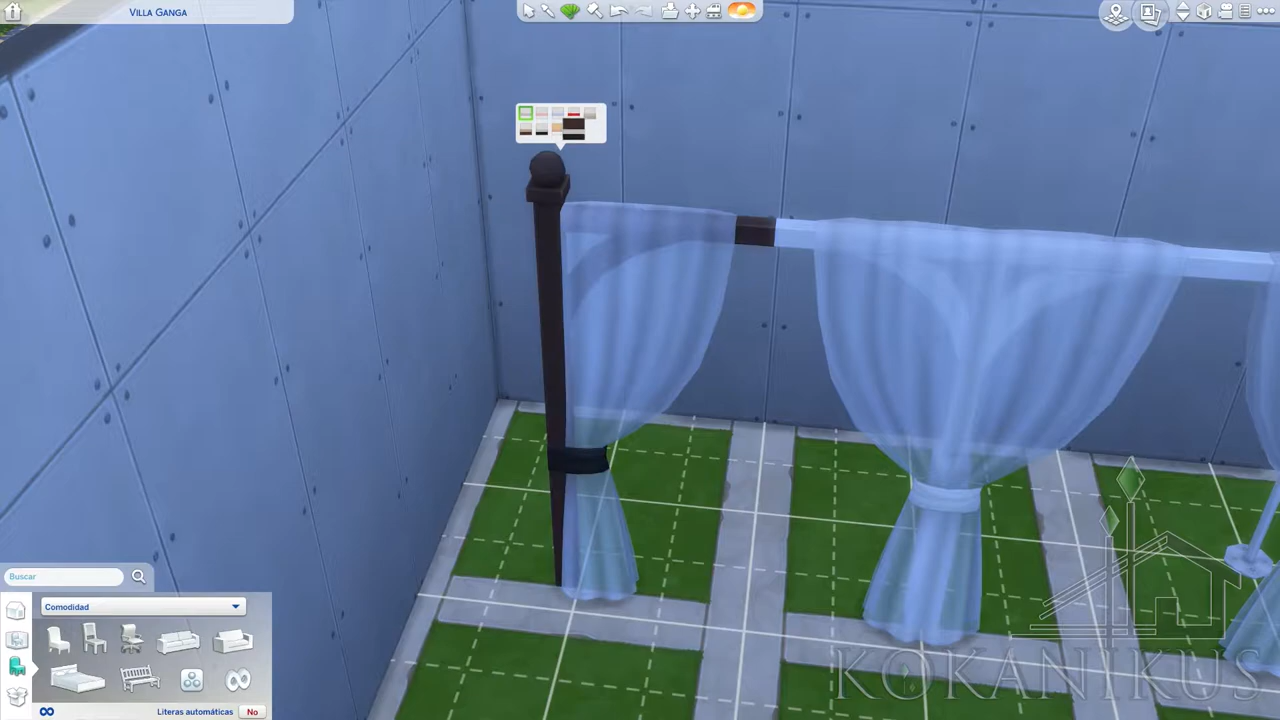 Villa Ganga
Buscar
Comodidad
Literas automáticas
No
KOKANIKUS